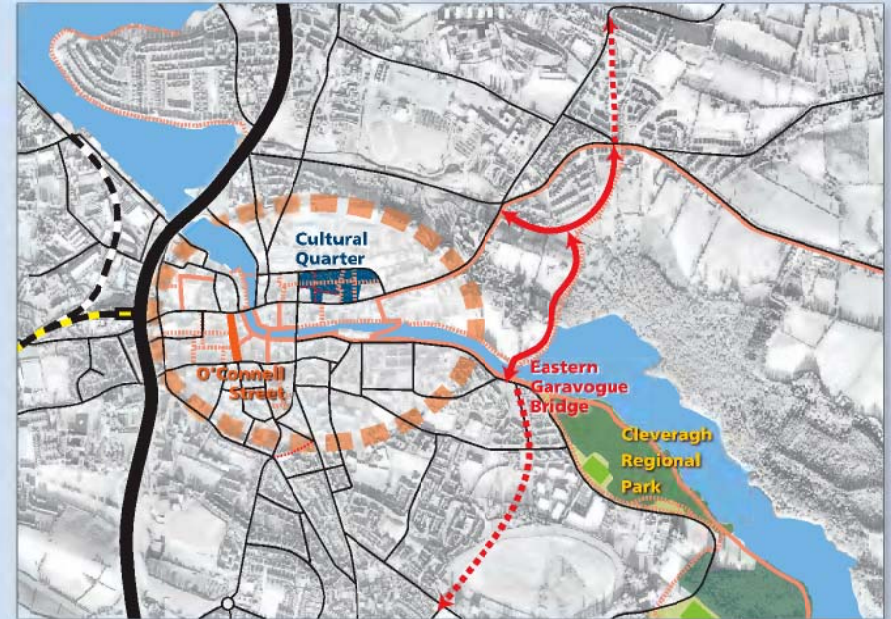 Cultural
Quarter
O'Connell
Street
Eastern
Garavogue
Bridge
Cleveragh
Regional
Park